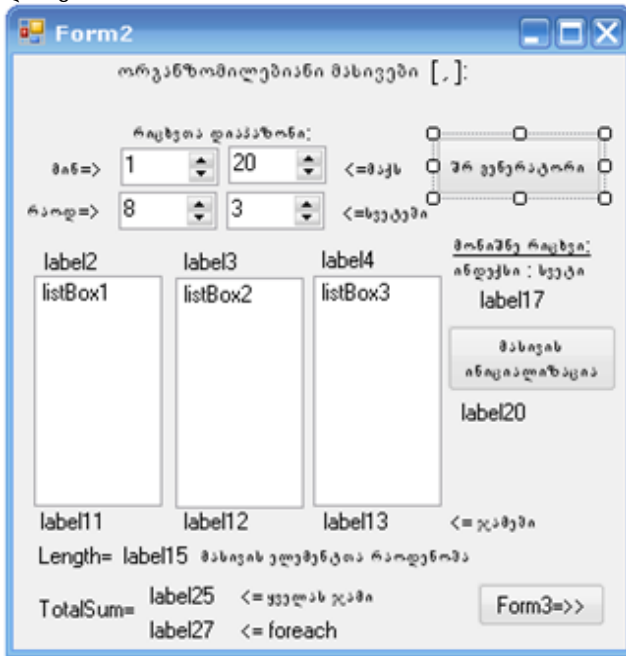 Form2
ორგანზომილებიანი მასივები [,]:
რიცხვთა დიაპაზონი:
მინ=> 1 20 <=მაქს შრ გენერატორი
რაოდ=> 8 3 <=სვეტები
მონიშნე რიცხვი:
label2 label3 label4 ინდექსი : სვეტი
listBox1 listBox2 listBox3 label17
მასივის
ინიციალიზაცია
label20
label11 label12 label13 <= ჯამები
Length= label15 მასივის ელემენტთა რაოდენობა
TotalSum= label25 <= ყველას ჯამი Form3=>>
label27 <= foreach